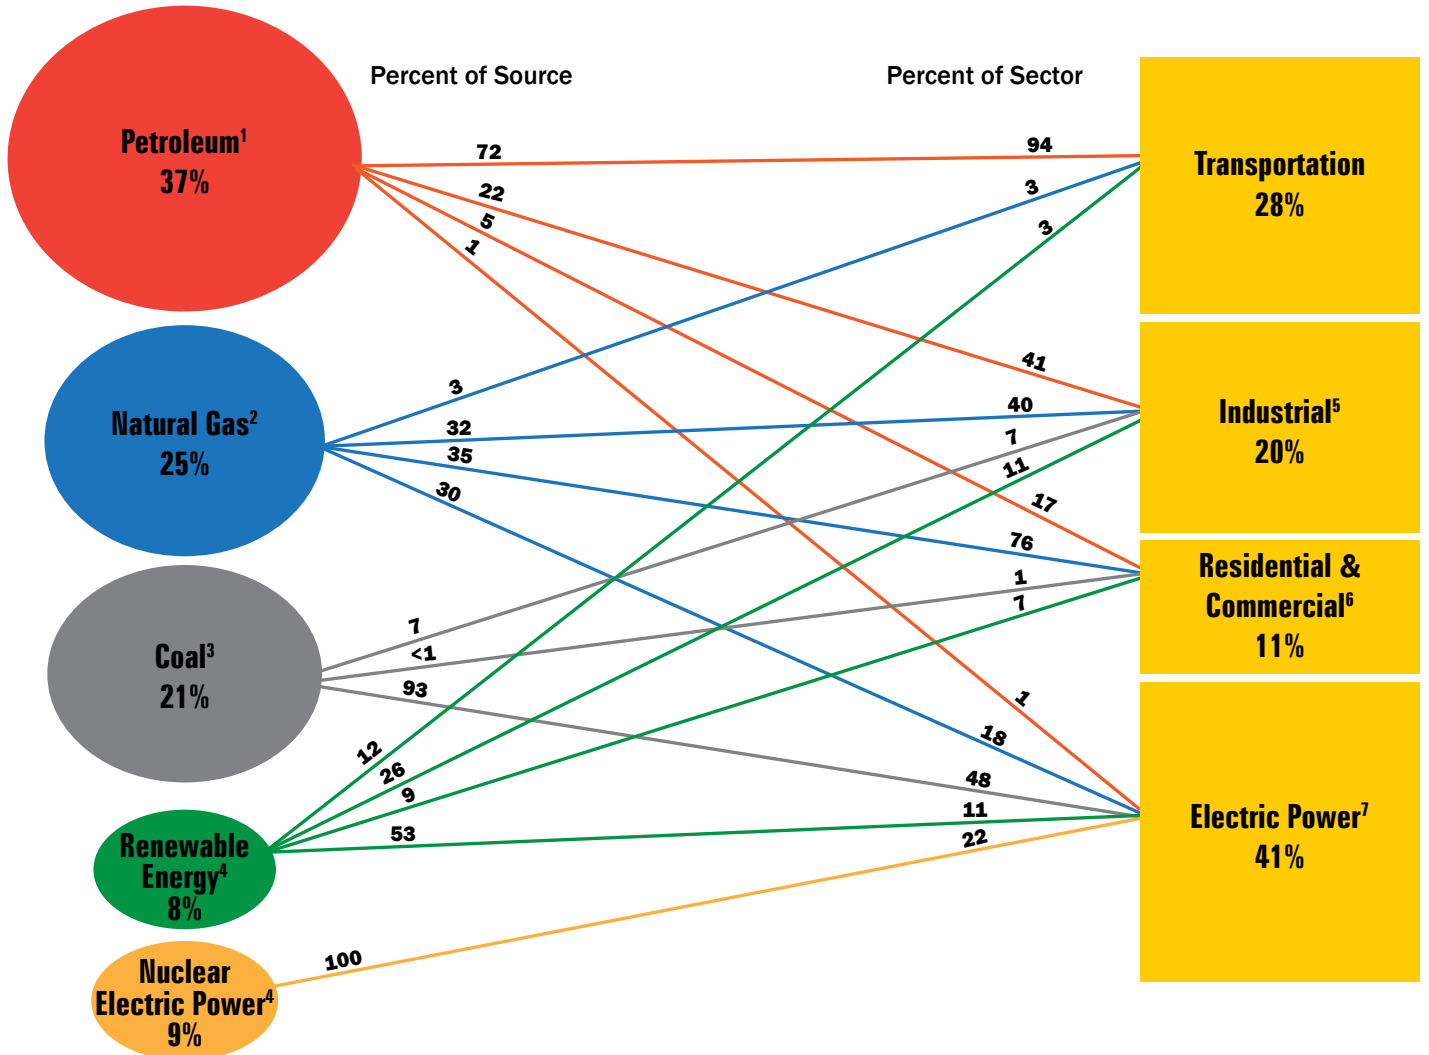 Percent of Source
Percent of Sector
Petroleum¹
37%
72
22
5
1
94
3
3
Transportation
28%
Natural Gas²
25%
3
32
35
30
41
40
7
11
Industrial⁵
20%
17
76
1
7
Residential &
Commercial⁶
11%
Coal³
21%
7
<1
93
1
18
48
11
22
Electric Power⁷
41%
Renewable
Energy⁴
8%
12
26
9
53
Nuclear
Electric Power⁴
9%
100